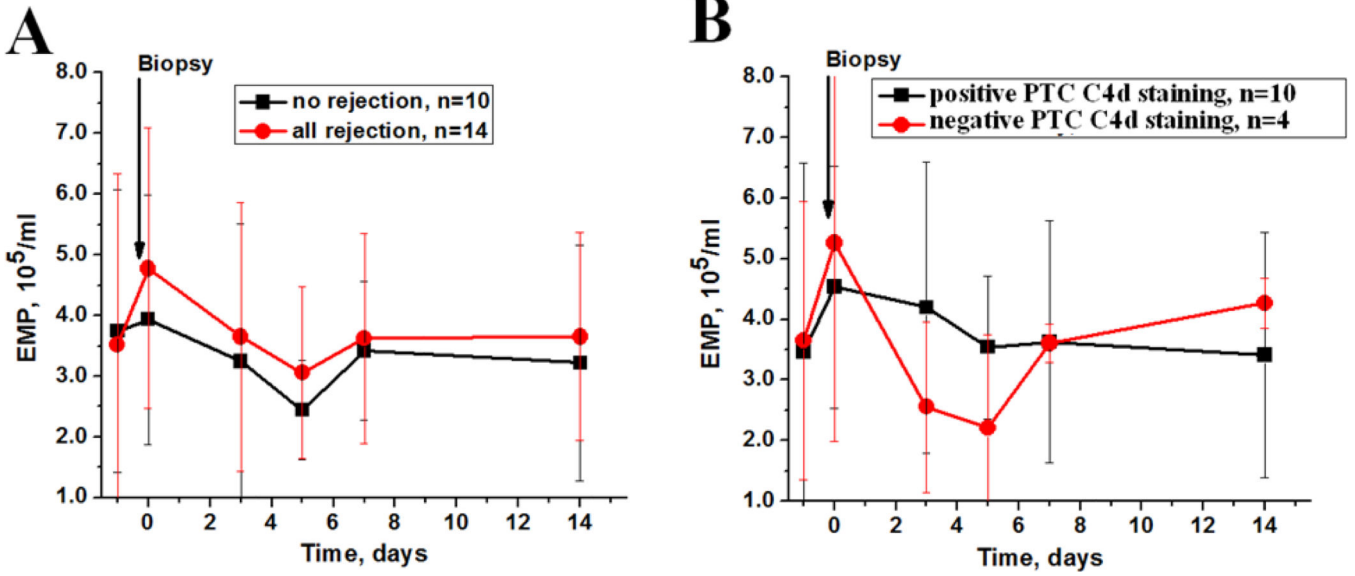 A
Biopsy
8.0
7.0
6.0
5.0
4.0
3.0
2.0
1.0
EMP, 10⁵/ml
no rejection, n=10
all rejection, n=14
0 2 4 6 8 10 12 14
Time, days
B
Biopsy
8.0
7.0
6.0
5.0
4.0
3.0
2.0
1.0
EMP, 10⁵/ml
positive PTC C4d staining, n=10
negative PTC C4d staining, n=4
0 2 4 6 8 10 12 14
Time, days